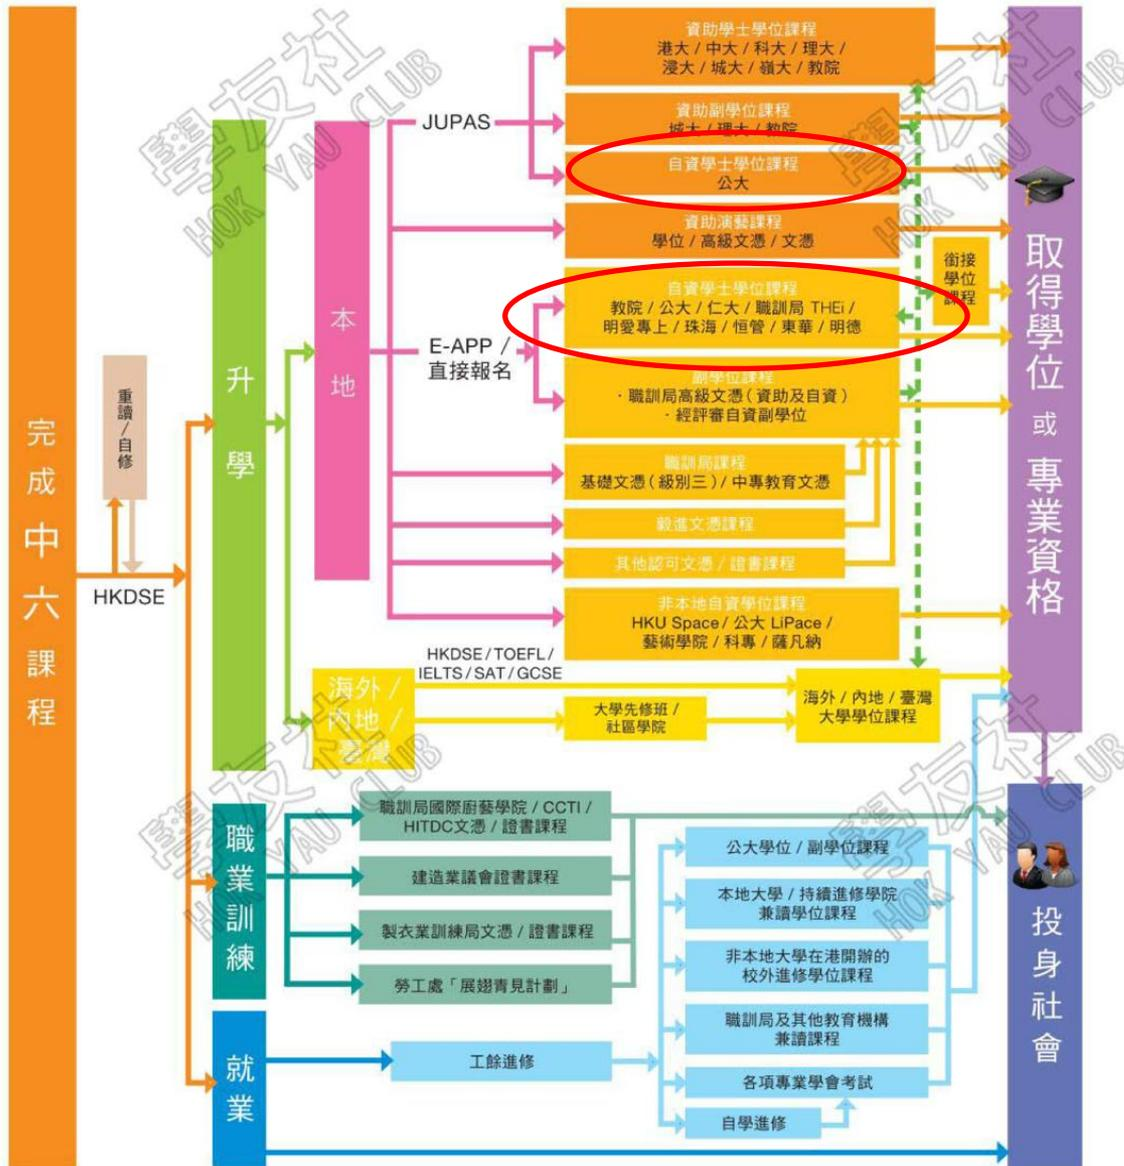 完成中六課程
HKDSE
重讀/自修
升學
本地
JUPAS
資助學士學位課程
港大 / 中大 / 科大 / 理大 /
浸大 / 城大 / 嶺大 / 教院
資助副學位課程
城大 / 理大 / 教院
自資學士學位課程
公大
資助演藝課程
學位 / 高級文憑 / 文憑
E-APP /
直接報名
自資學士學位課程
教院 / 公大 / 仁大 / 職訓局 THEi /
明愛專上 / 珠海 / 恒管 / 東華 / 明德
副學位課程
· 職訓局高級文憑(資助及自資)
· 經評審自資副學位
銜接
學位
課程
職訓局課程
基礎文憑(級別三)/ 中專教育文憑
毅進文憑課程
其他認可文憑 / 證書課程
非本地自資學位課程
HKU Space / 公大 LiPace /
藝術學院 / 科專 / 薩凡納
海外 /
內地 /
臺灣
HKDSE / TOEFL /
IELTS / SAT / GCSE
大學先修班 /
社區學院
海外 / 內地 / 臺灣
大學學位課程
取得學位或專業資格
職業訓練
職訓局國際廚藝學院 / CCTI /
HITDC文憑 / 證書課程
建造業議會證書課程
製衣業訓練局文憑 / 證書課程
勞工處「展翅青見計劃」
就業
工餘進修
公大學位 / 副學位課程
本地大學 / 持續進修學院
兼讀學位課程
非本地大學在港開辦的
校外進修學位課程
職訓局及其他教育機構
兼讀課程
各項專業學會考試
自學進修
投身社會
學友社
HOK YAU CLUB
學友社
HOK YAU CLUB
學友社
HOK YAU CLUB
學友社
HOK YAU CLUB